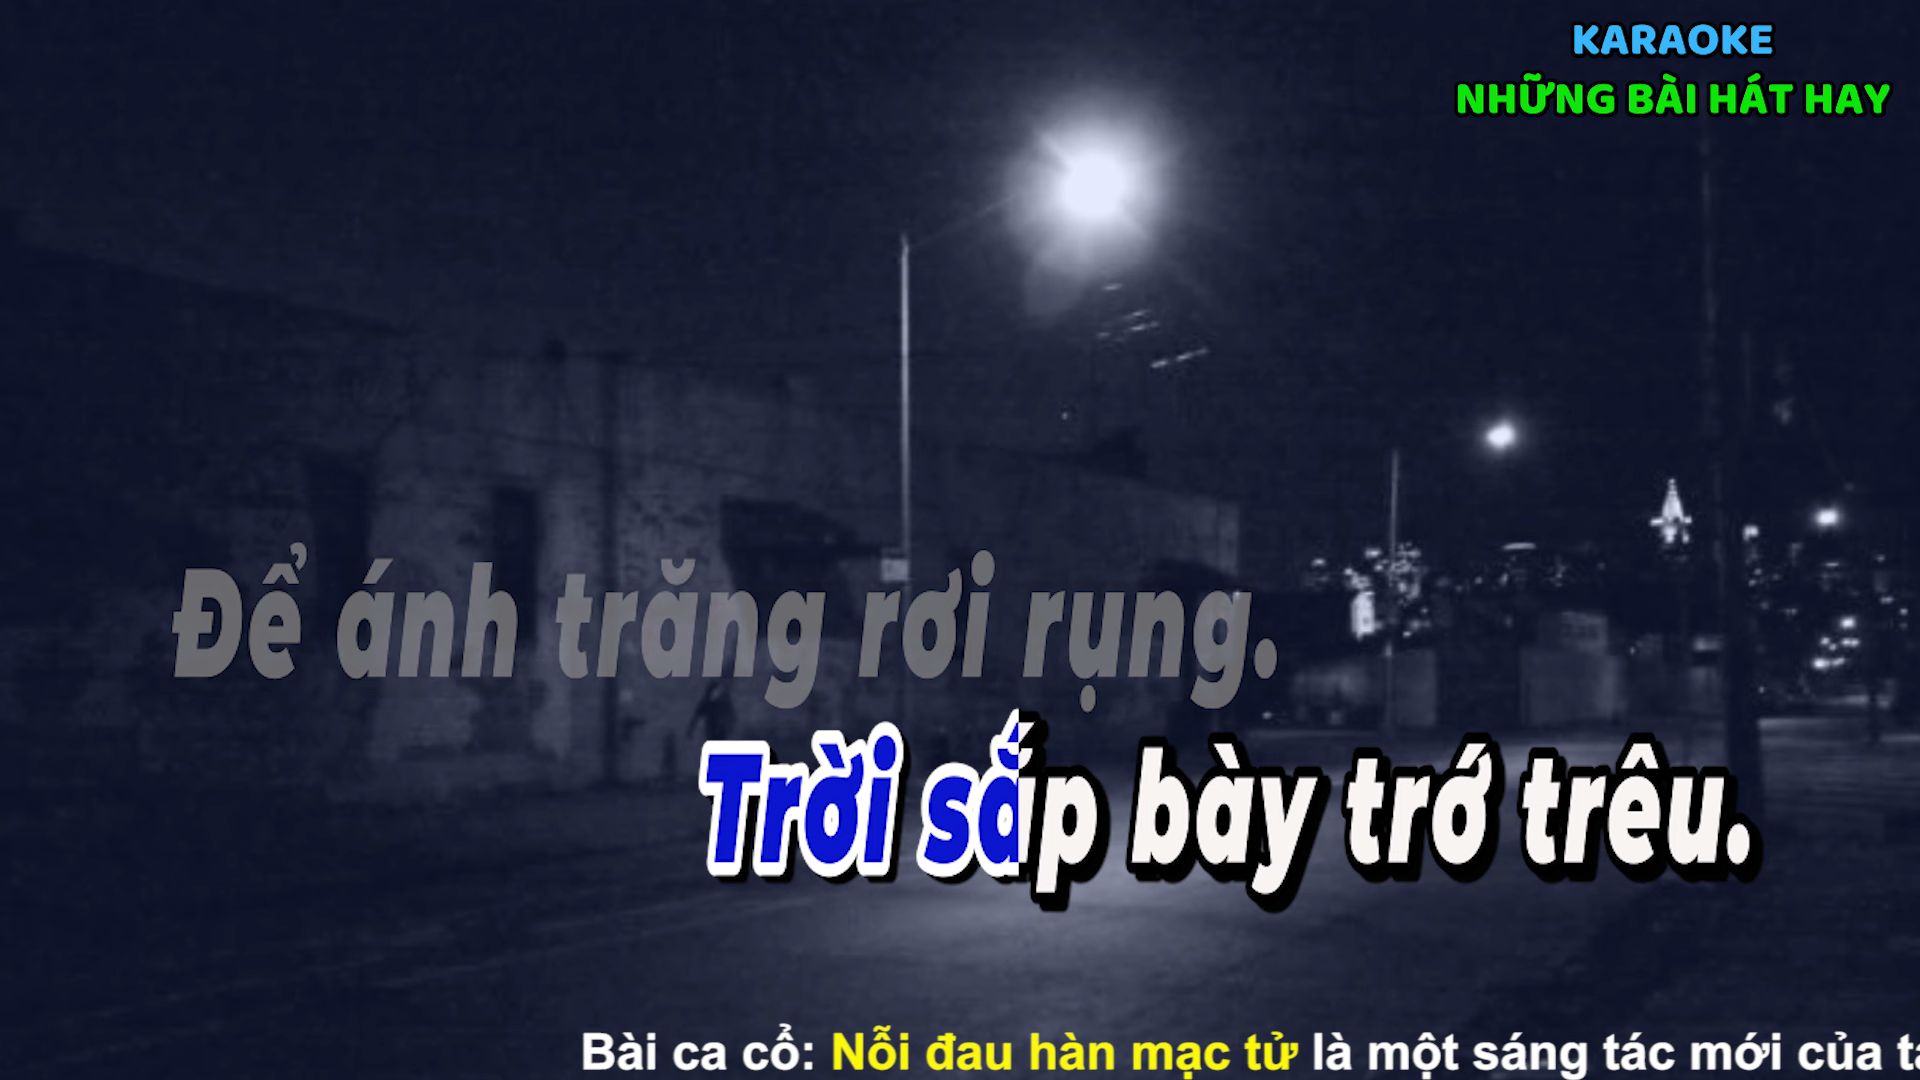 KARAOKE
NHỮNG BÀI HÁT HAY
Để ánh trăng rơi rụng.
Trời sắp bày trớ trêu.
Bài ca cổ: Nỗi đau hàn mạc tử là một sáng tác mới của